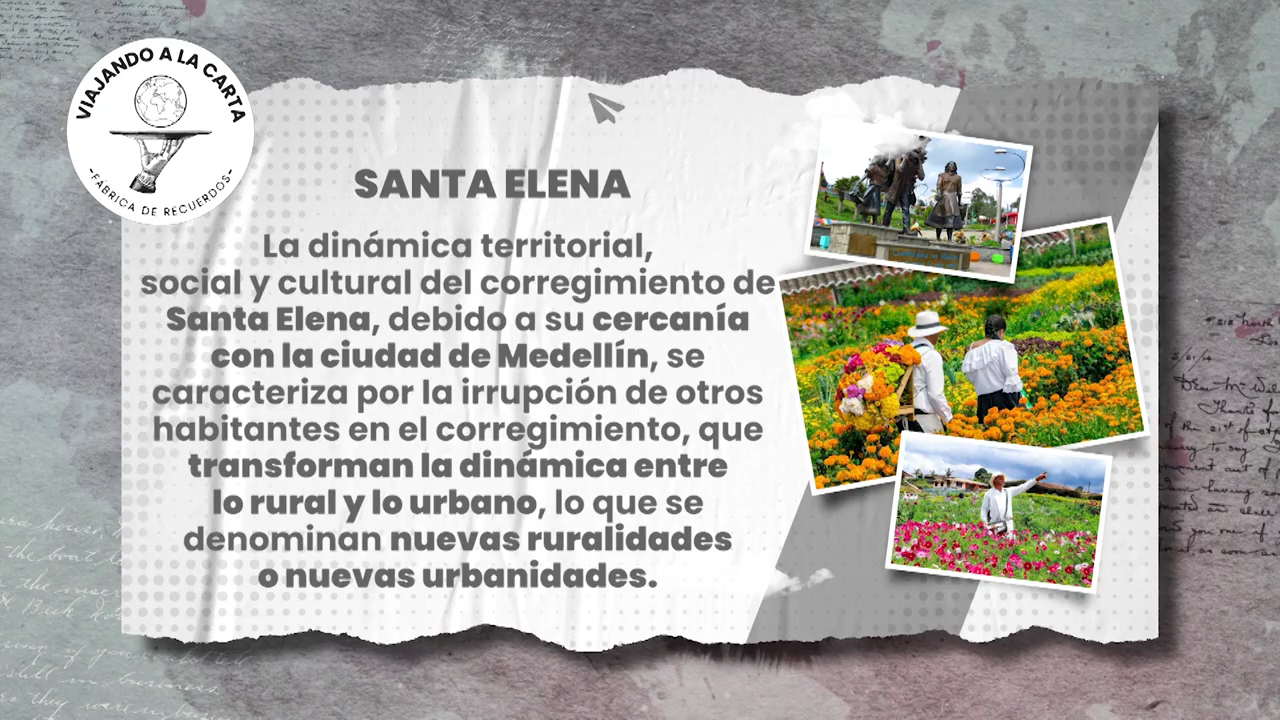 VIAJANDO A LA CARTA
-FABRICA DE RECUERDOS-
SANTA ELENA
La dinámica territorial,
social y cultural del corregimiento de
Santa Elena, debido a su cercanía
con la ciudad de Medellín, se
caracteriza por la irrupción de otros
habitantes en el corregimiento, que
transforman la dinámica entre
lo rural y lo urbano, lo que se
denominan nuevas ruralidades
o nuevas urbanidades.